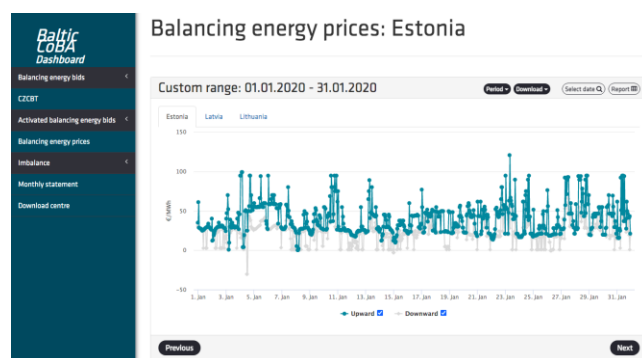 Baltic
CoBA
Dashboard
Balancing energy bids
CZCBT
Activated balancing energy bids
Balancing energy prices
Imbalance
Monthly statement
Download centre
Balancing energy prices: Estonia
Custom range: 01.01.2020 - 31.01.2020
Period
Download
Select date
Report
Estonia Latvia Lithuania
150
100
50
0
-50
€/MWh
1. Jan 3. Jan 5. Jan 7. Jan 9. Jan 11. Jan 13. Jan 15. Jan 17. Jan 19. Jan 21. Jan 23. Jan 25. Jan 27. Jan 29. Jan 31. Jan
Upward Downward
Previous
Next